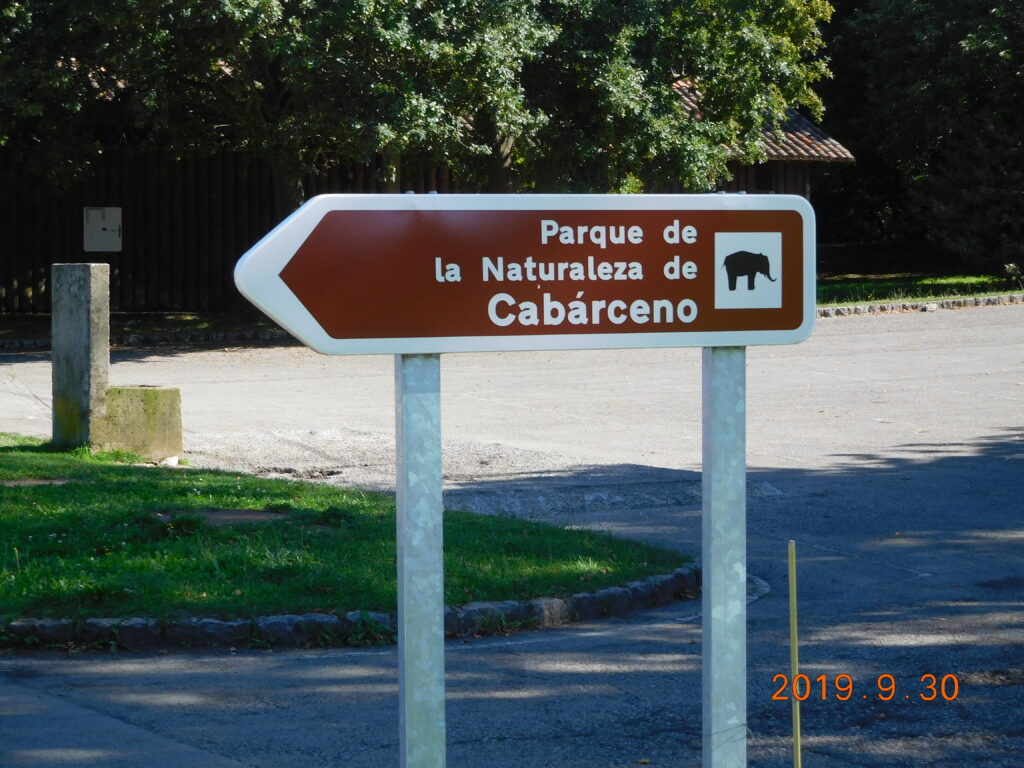 Parque de
la Naturaleza de
Cabárceno
2019.9.30